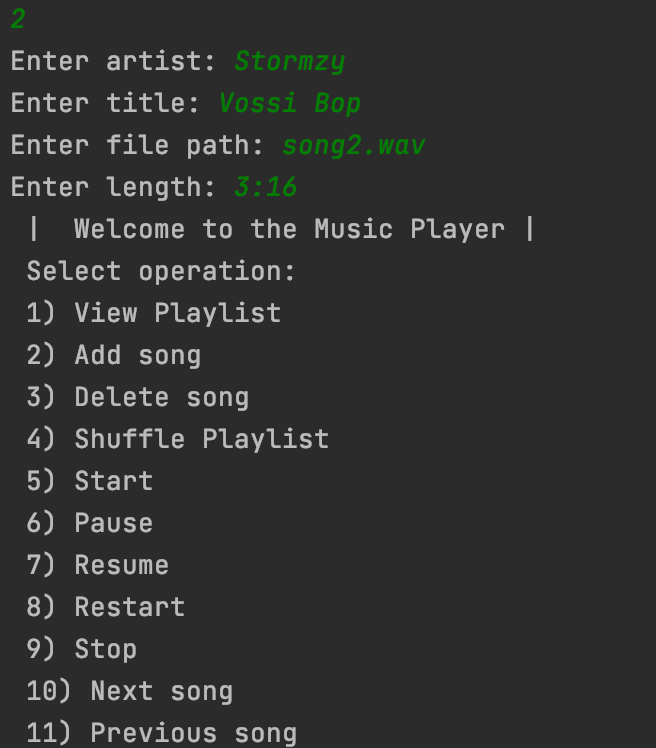 2
Enter artist: Stormzy
Enter title: Vossi Bop
Enter file path: song2.wav
Enter length: 3:16
|  Welcome to the Music Player |
Select operation:
1) View Playlist
2) Add song
3) Delete song
4) Shuffle Playlist
5) Start
6) Pause
7) Resume
8) Restart
9) Stop
10) Next song
11) Previous song